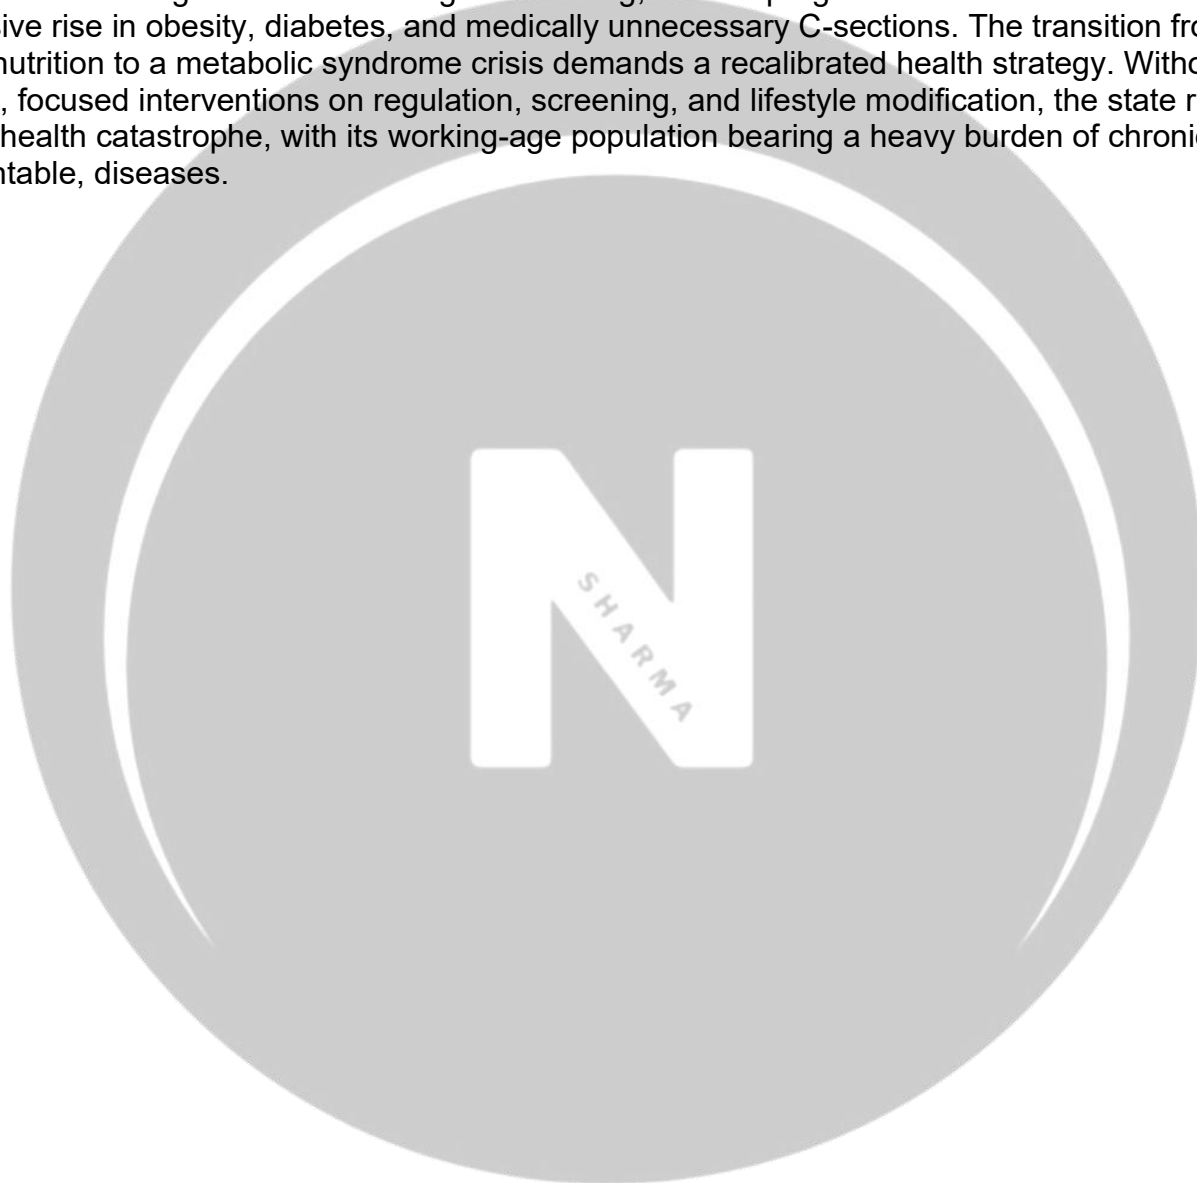 sive rise in obesity, diabetes, and medically unnecessary C-sections. The transition fro
nutrition to a metabolic syndrome crisis demands a recalibrated health strategy. Witho
, focused interventions on regulation, screening, and lifestyle modification, the state r
health catastrophe, with its working-age population bearing a heavy burden of chronic
ntable, diseases.
N
SHARMA